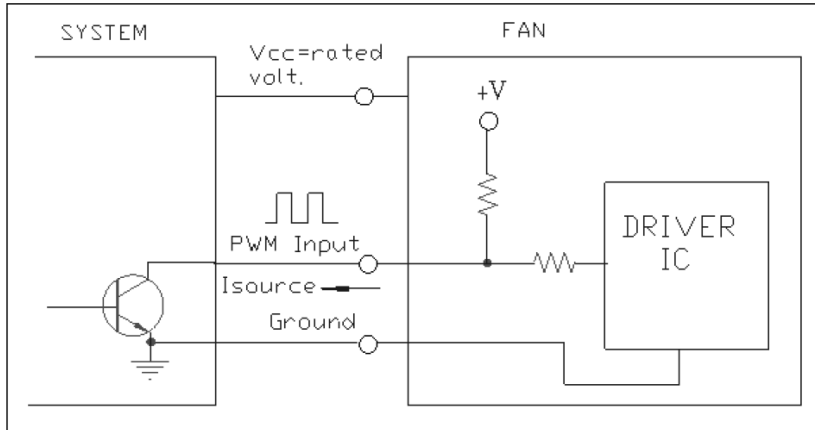 SYSTEM
FAN
Vcc=rated
volt.
+V
PWM Input
DRIVER
IC
Isource
Ground